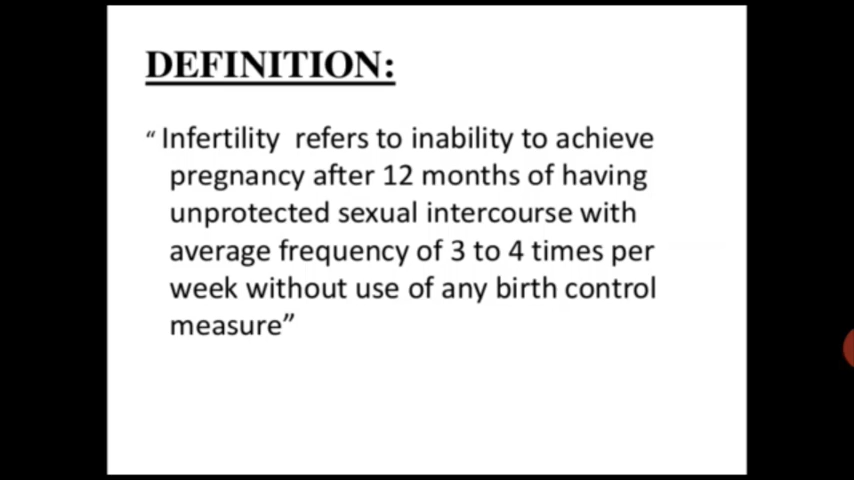 DEFINITION:
“ Infertility refers to inability to achieve
pregnancy after 12 months of having
unprotected sexual intercourse with
average frequency of 3 to 4 times per
week without use of any birth control
measure”